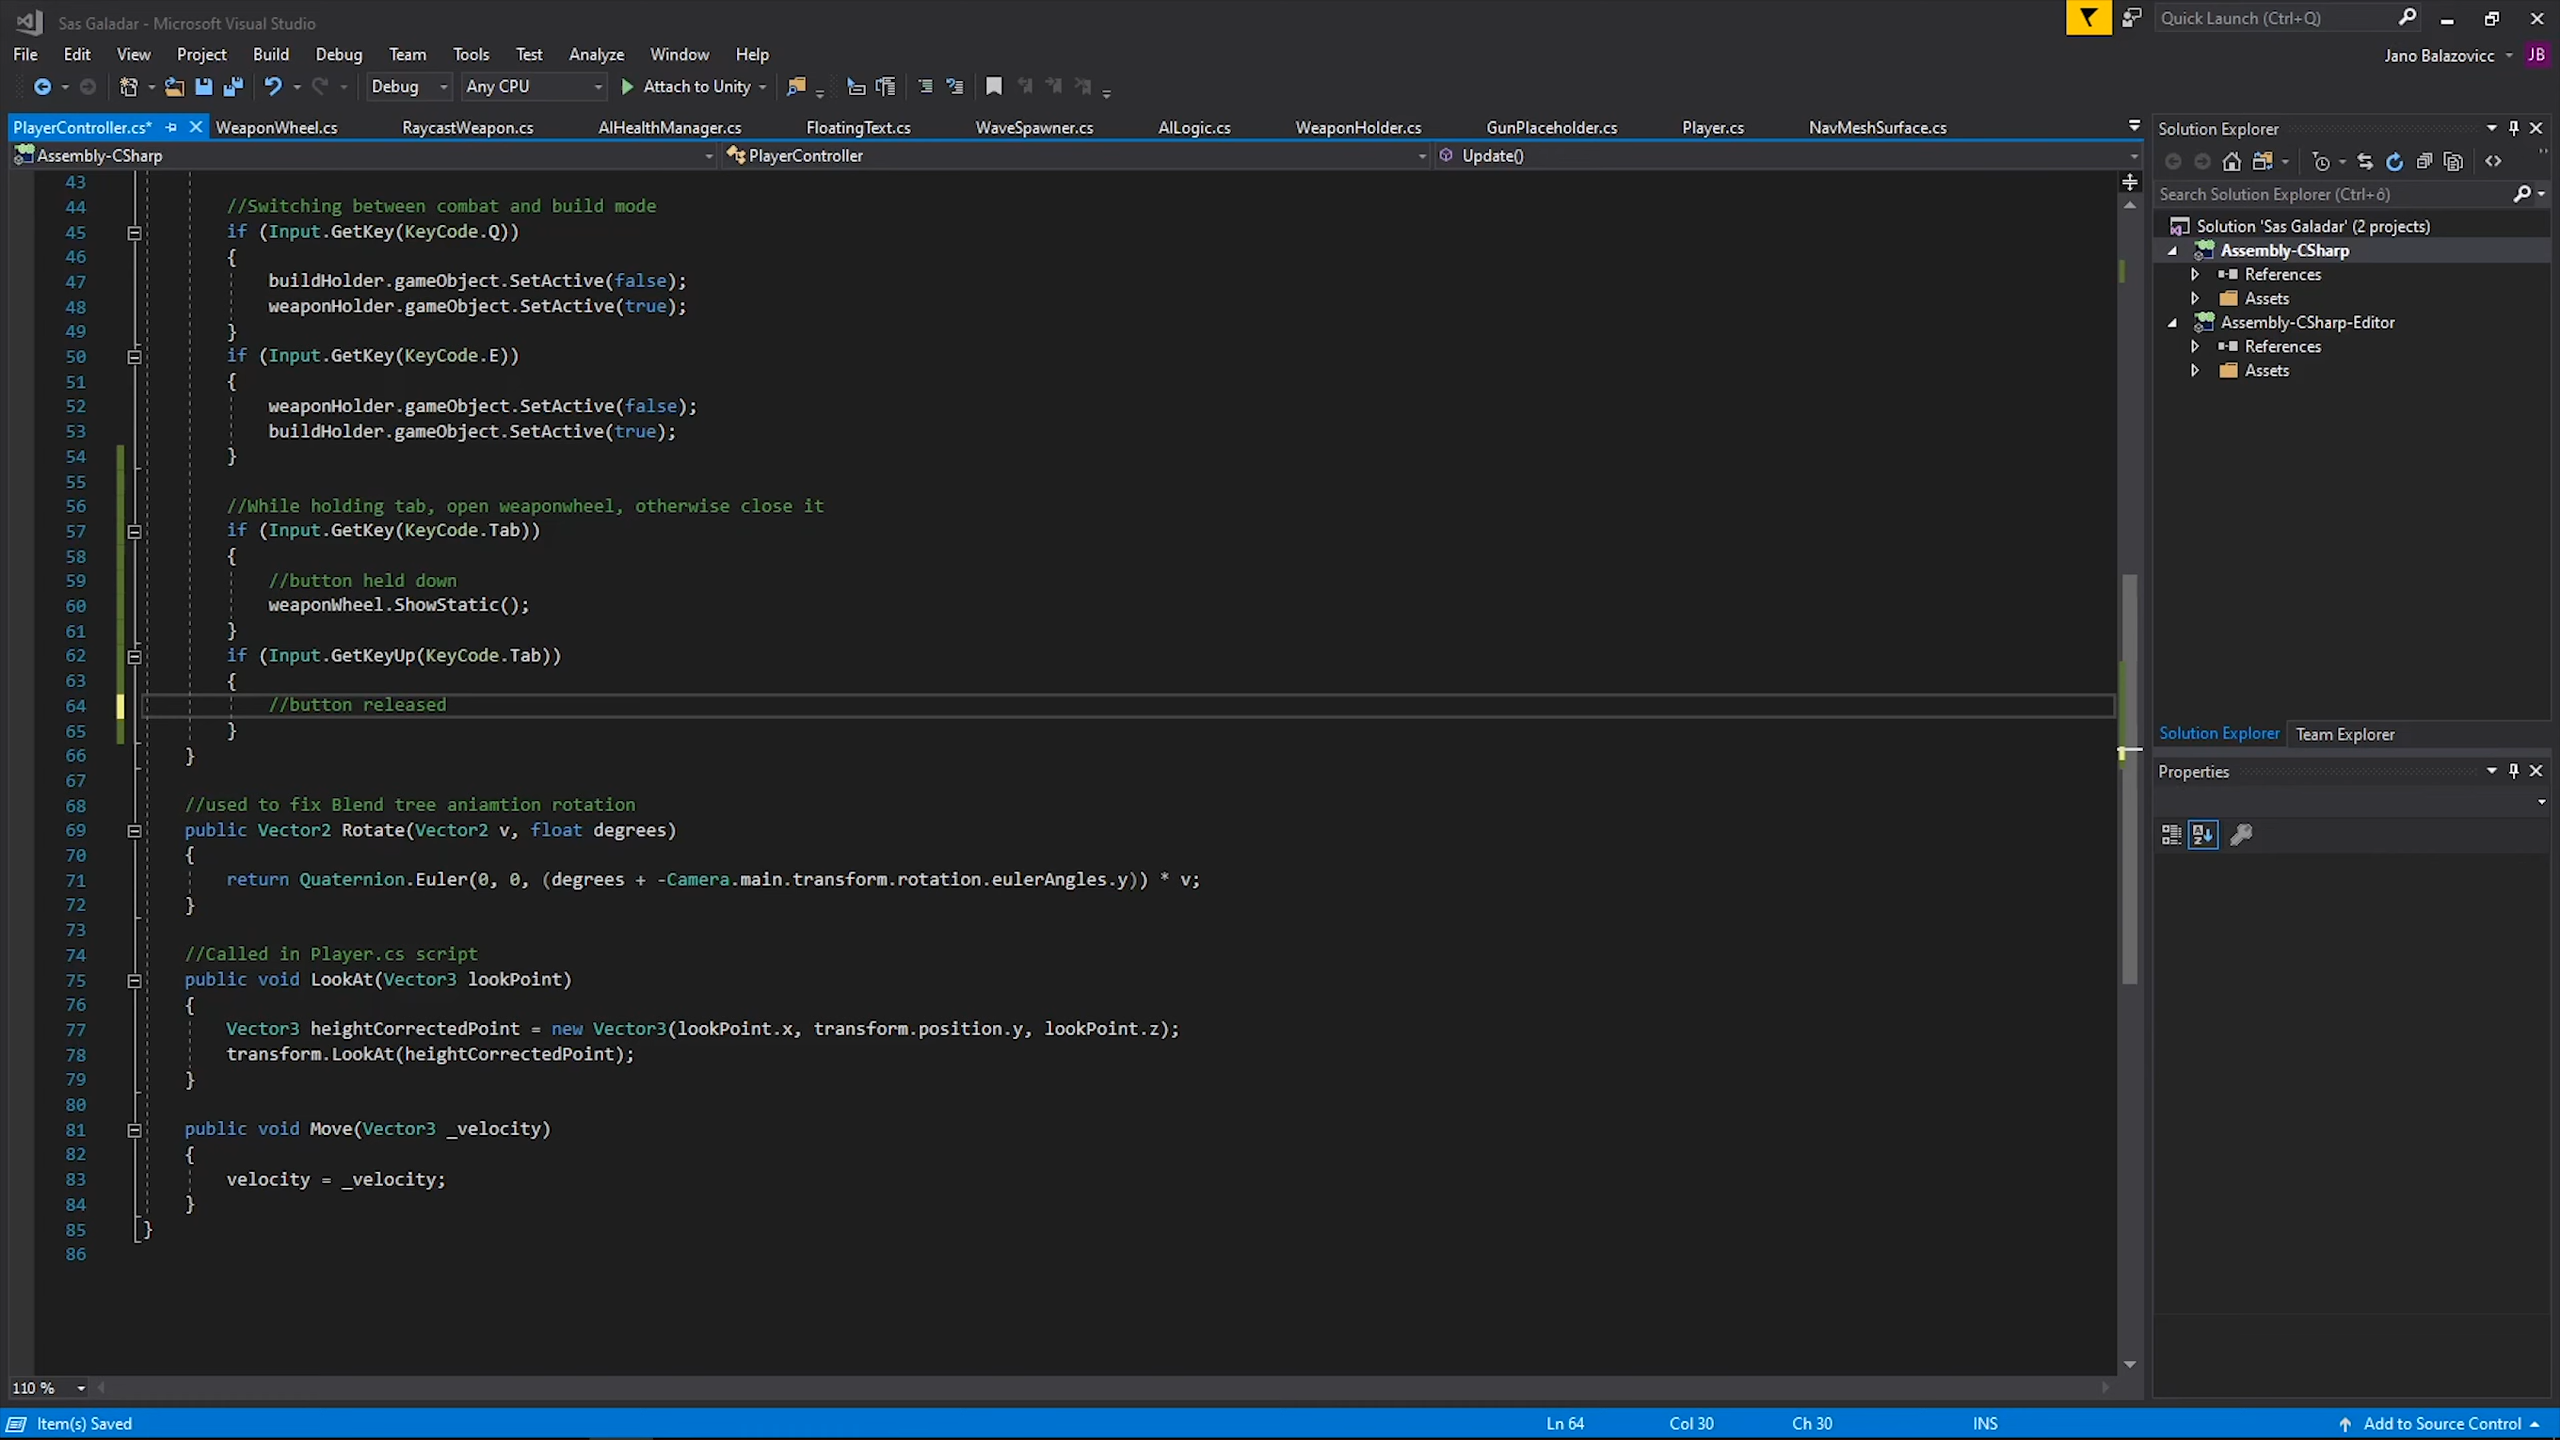 Sas Galadar - Microsoft Visual Studio
Quick Launch (Ctrl+Q)
File Edit View Project Build Debug Team Tools Test Analyze Window Help
Jano Balazovicc JB
Debug Any CPU Attach to Unity
PlayerController.cs* WeaponWheel.cs RaycastWeapon.cs AIHealthManager.cs FloatingText.cs WaveSpawner.cs AILogic.cs WeaponHolder.cs GunPlaceholder.cs Player.cs NavMeshSurface.cs
Assembly-CSharp PlayerController Update()
43
44 //Switching between combat and build mode
45 if (Input.GetKey(KeyCode.Q))
46 {
47 buildHolder.gameObject.SetActive(false);
48 weaponHolder.gameObject.SetActive(true);
49 }
50 if (Input.GetKey(KeyCode.E))
51 {
52 weaponHolder.gameObject.SetActive(false);
53 buildHolder.gameObject.SetActive(true);
54 }
55
56 //While holding tab, open weaponwheel, otherwise close it
57 if (Input.GetKey(KeyCode.Tab))
58 {
59 //button held down
60 weaponWheel.ShowStatic();
61 }
62 if (Input.GetKeyUp(KeyCode.Tab))
63 {
64 //button released
65 }
66 }
67
68 //used to fix Blend tree aniamtion rotation
69 public Vector2 Rotate(Vector2 v, float degrees)
70 {
71 return Quaternion.Euler(0, 0, (degrees + -Camera.main.transform.rotation.eulerAngles.y)) * v;
72 }
73
74 //Called in Player.cs script
75 public void LookAt(Vector3 lookPoint)
76 {
77 Vector3 heightCorrectedPoint = new Vector3(lookPoint.x, transform.position.y, lookPoint.z);
78 transform.LookAt(heightCorrectedPoint);
79 }
80
81 public void Move(Vector3 _velocity)
82 {
83 velocity = _velocity;
84 }
85 }
86
110 %
Solution Explorer
Search Solution Explorer (Ctrl+ô)
Solution 'Sas Galadar' (2 projects)
Assembly-CSharp
References
Assets
Assembly-CSharp-Editor
References
Assets
Solution Explorer Team Explorer
Properties
Item(s) Saved Ln 64 Col 30 Ch 30 INS Add to Source Control